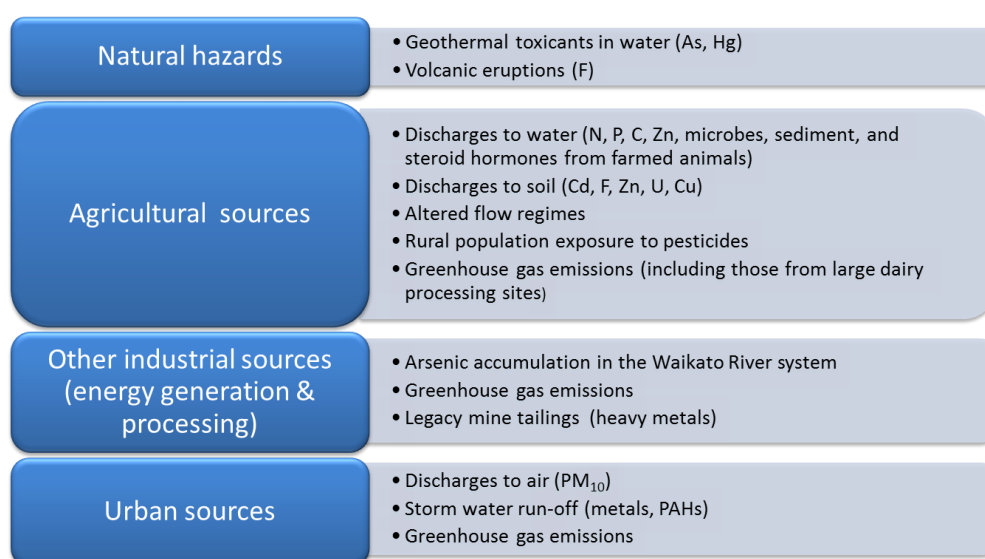 Natural hazards
• Geothermal toxicants in water (As, Hg)
• Volcanic eruptions (F)
Agricultural sources
• Discharges to water (N, P, C, Zn, microbes, sediment, and
steroid hormones from farmed animals)
• Discharges to soil (Cd, F, Zn, U, Cu)
• Altered flow regimes
• Rural population exposure to pesticides
• Greenhouse gas emissions (including those from large dairy
processing sites)
Other industrial sources
(energy generation &
processing)
• Arsenic accumulation in the Waikato River system
• Greenhouse gas emissions
• Legacy mine tailings (heavy metals)
Urban sources
• Discharges to air (PM₁₀)
• Storm water run-off (metals, PAHs)
• Greenhouse gas emissions